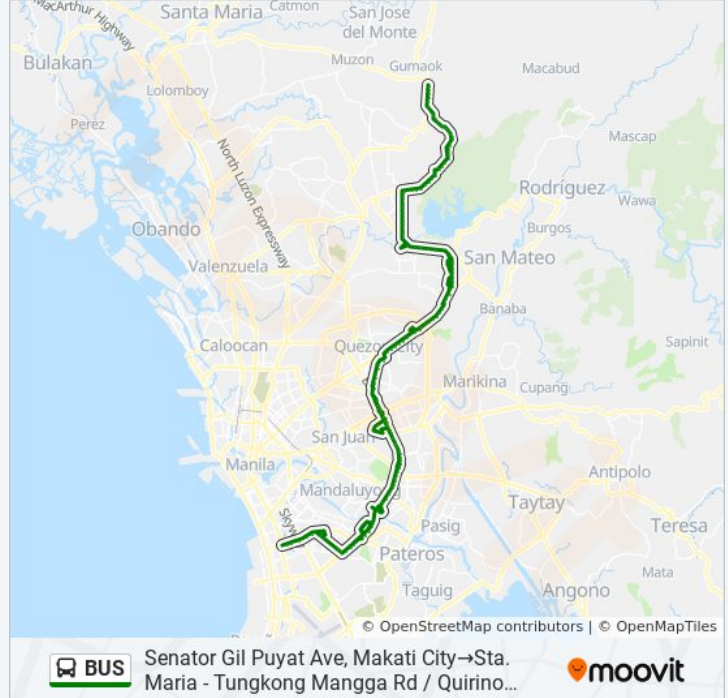 MacArthur Highway
Santa Maria
Catmon
San Jose
del Monte
Muzon
Gumaok
Macabud
Bulakan
Lolomboy
Perez
Mascap
North Luzon Expressway
Rodríguez
Wawa
Burgos
Obando
San Mateo
Valenzuela
Banaba
Caloocan
Quezon City
Sapinit
Marikina
Cupang
San Juan
Manila
Antipolo
Mandaluyong
Taytay
Skyw
Pasig
Teresa
Pateros
Mata
Taguig
Angono
© OpenStreetMap contributors | © OpenMapTiles
BUS
Senator Gil Puyat Ave, Makati City→Sta.
Maria - Tungkong Mangga Rd / Quirino…
moovit